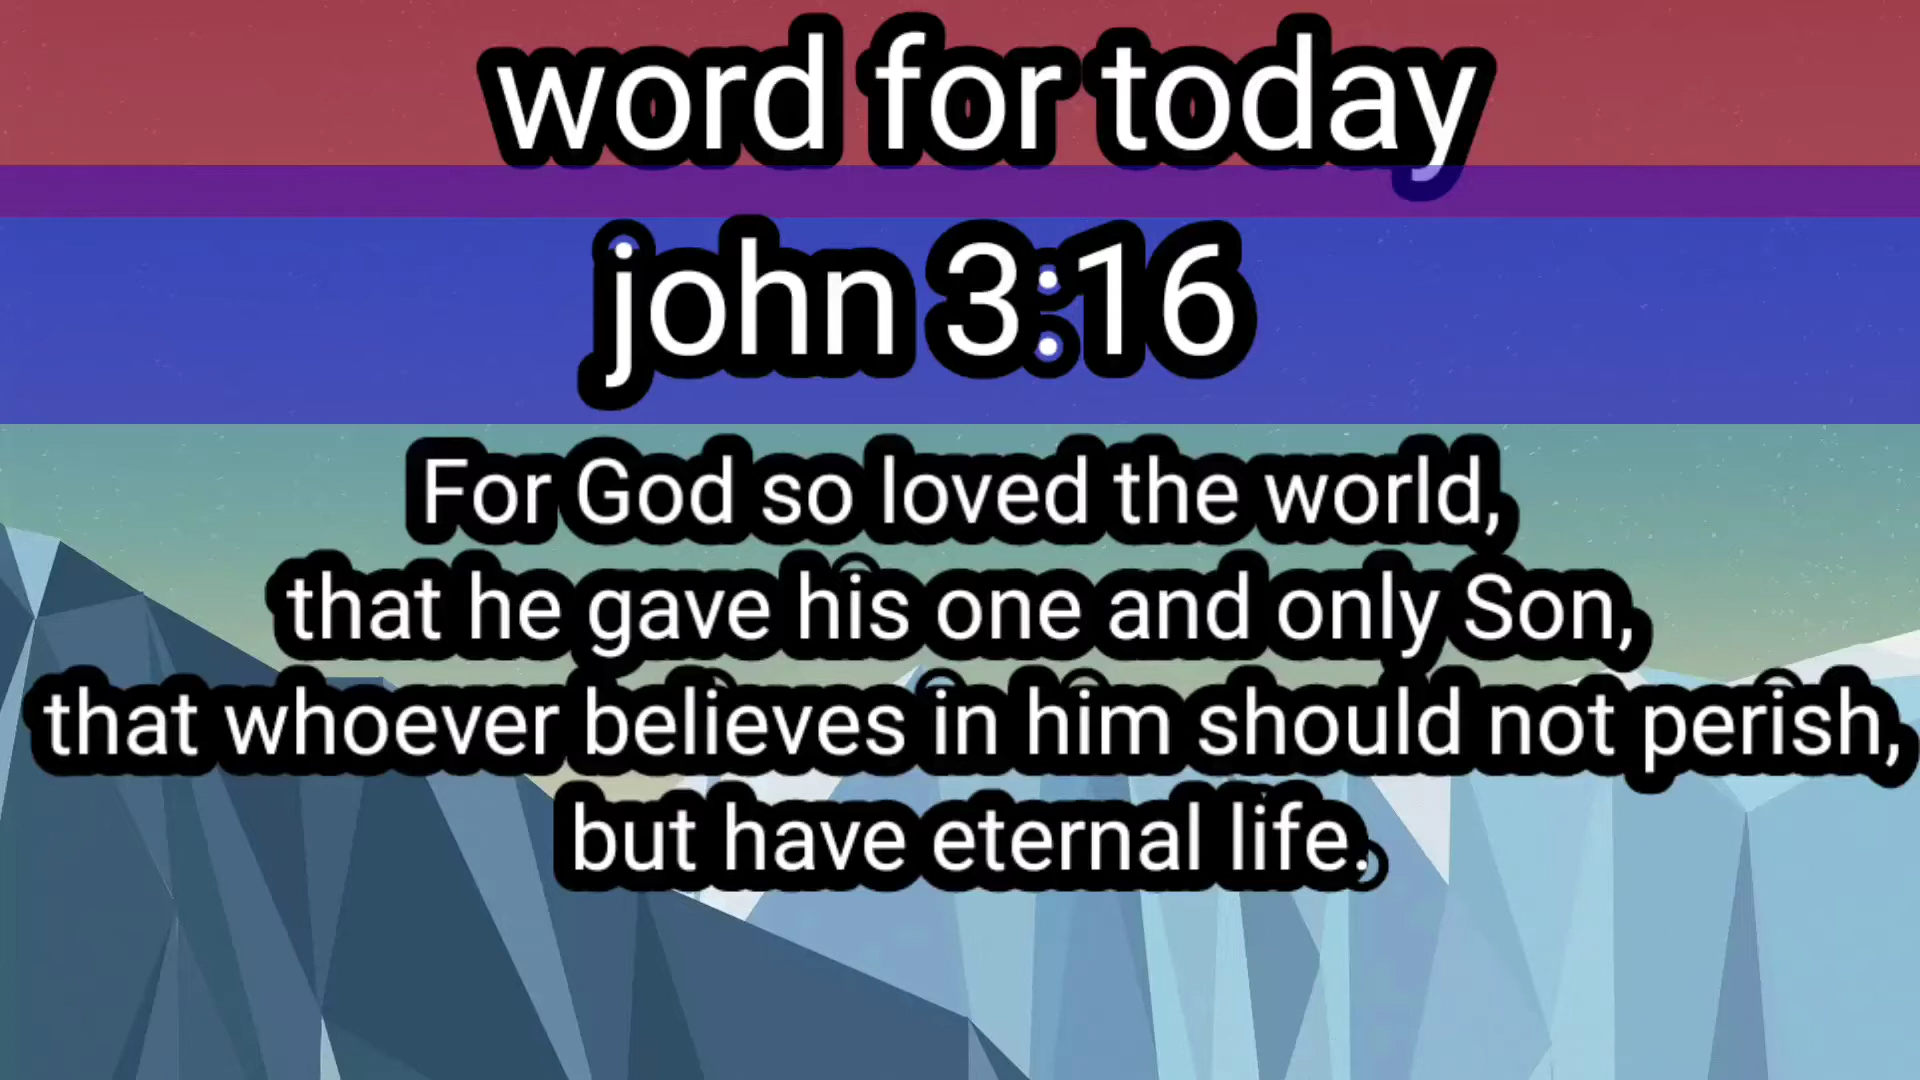 word for today
john 3:16
For God so loved the world,
that he gave his one and only Son,
that whoever believes in him should not perish,
but have eternal life.